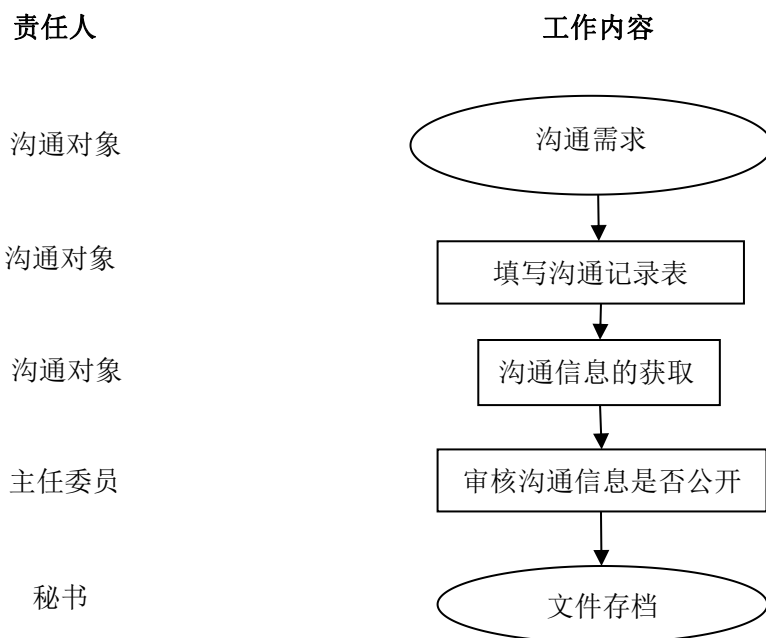 责任人 工作内容
沟通对象 沟通需求
沟通对象 填写沟通记录表
沟通对象 沟通信息的获取
主任委员 审核沟通信息是否公开
秘书 文件存档